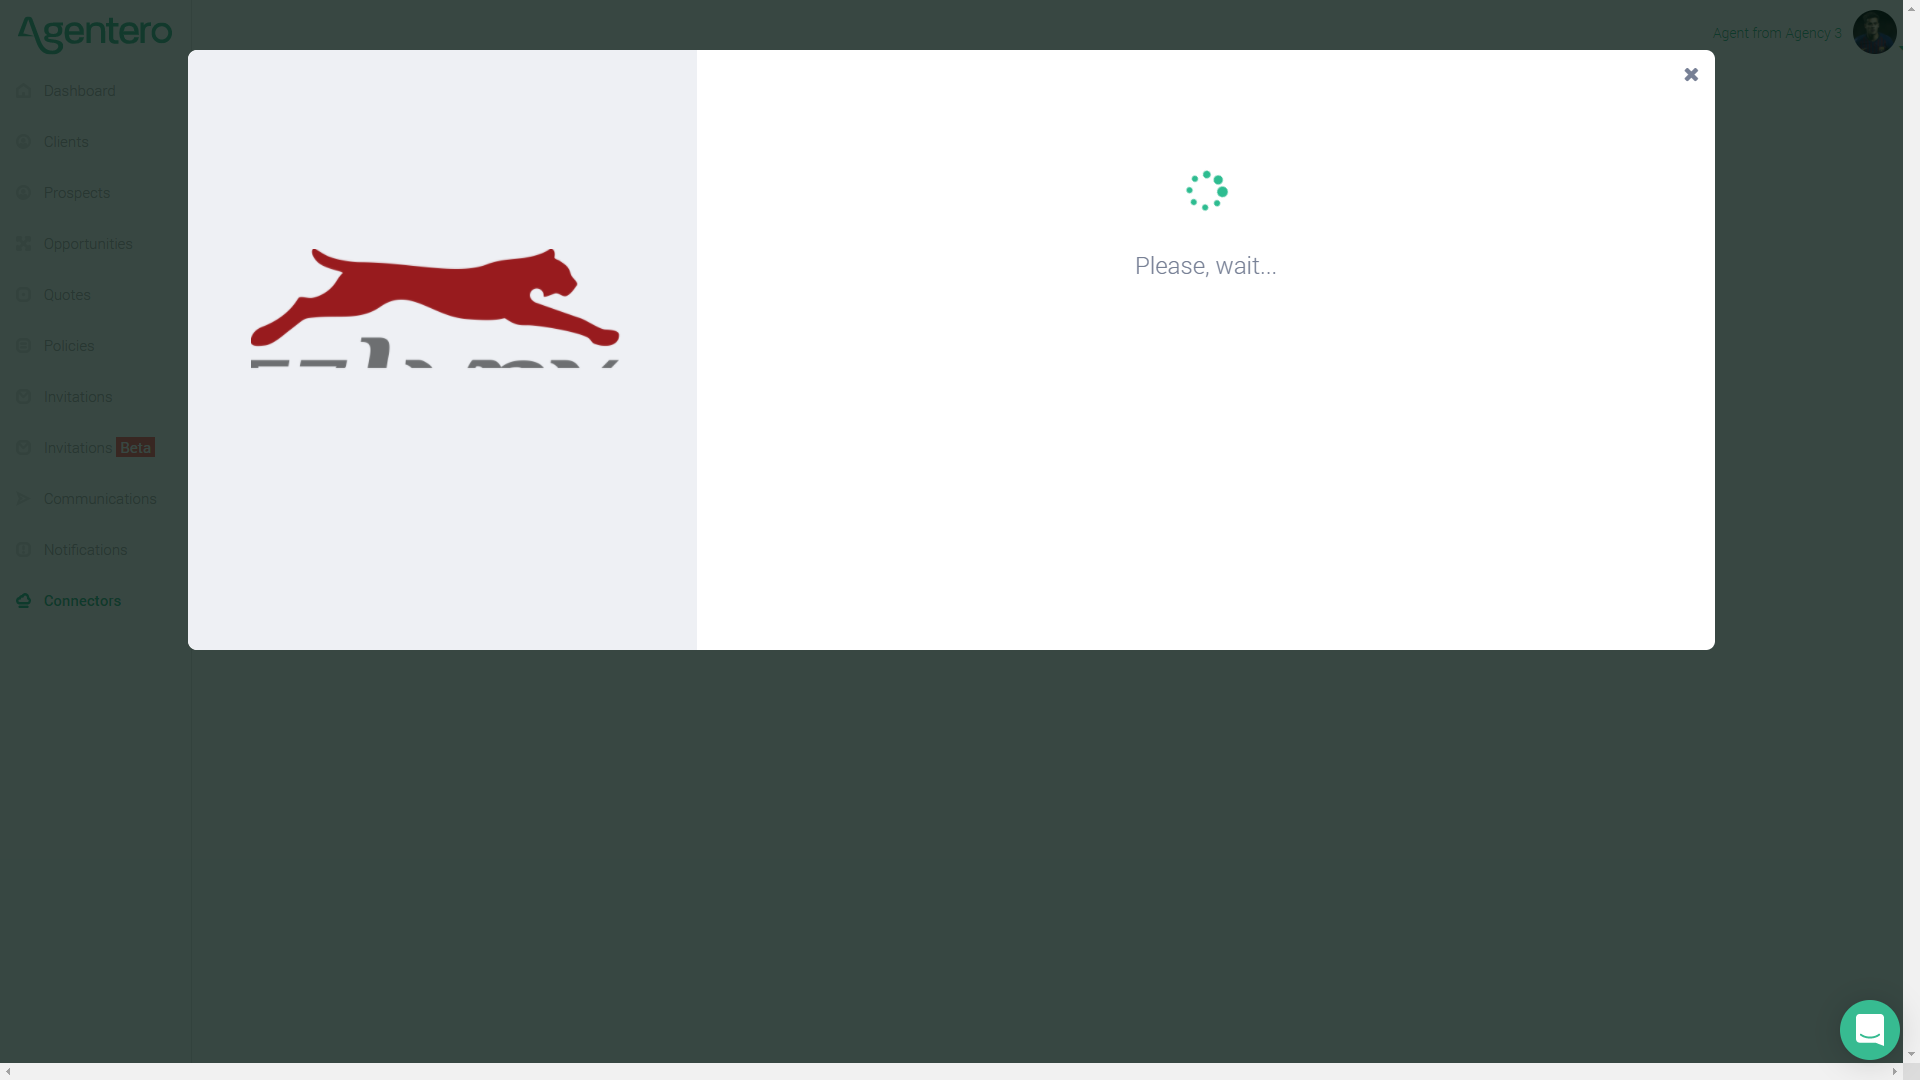 Agentero
Agent from Agency 3
Dashboard
Clients
Prospects
Opportunities
Quotes
Policies
Invitations
Invitations Beta
Communications
Notifications
Connectors
Please, wait...